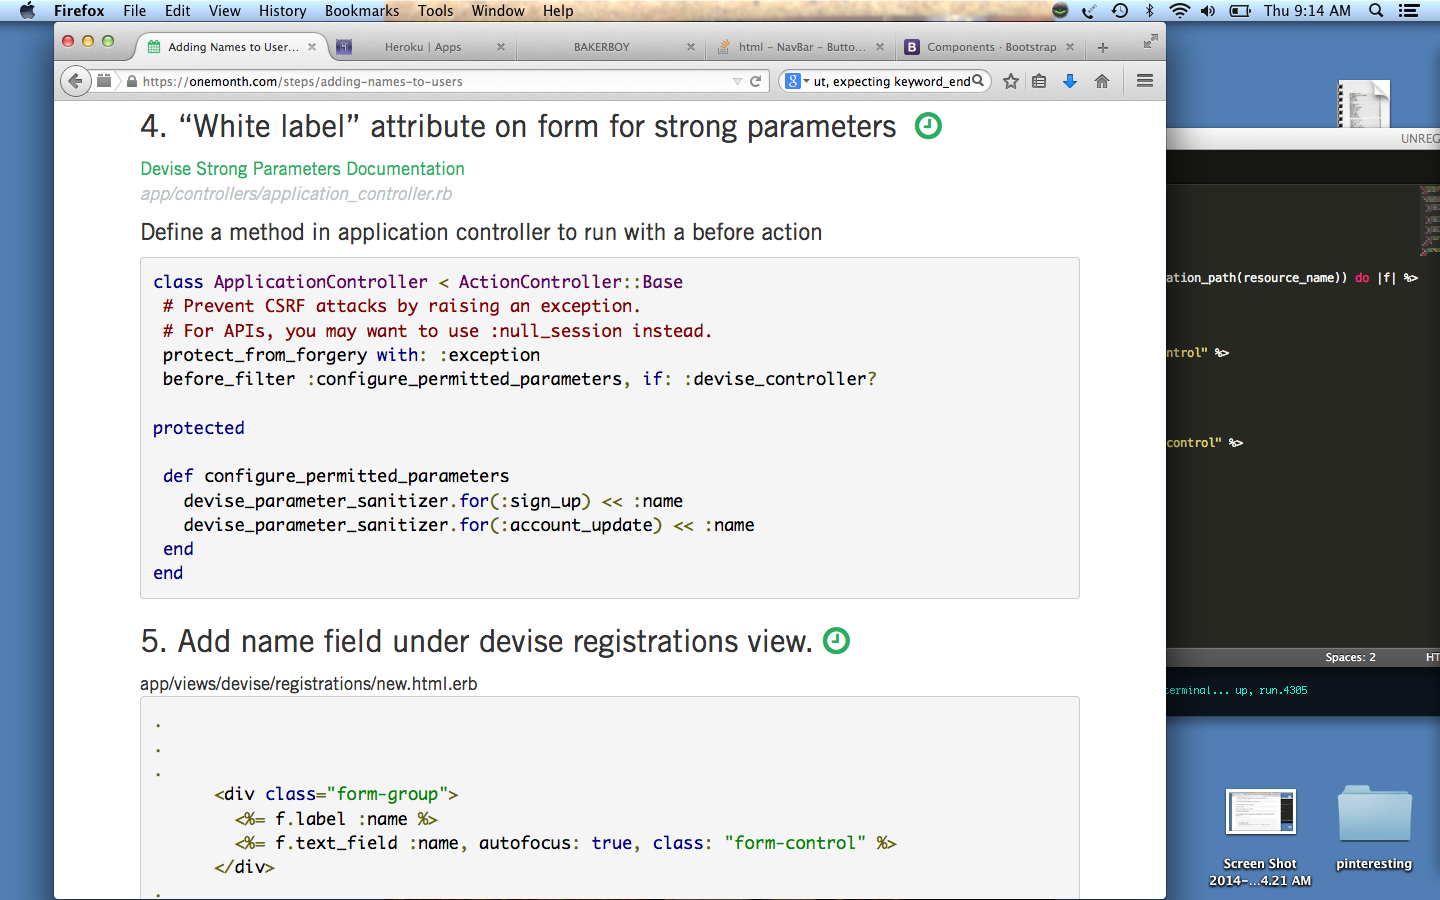 Firefox File Edit View History Bookmarks Tools Window Help Thu 9:14 AM
Adding Names to User... Heroku | Apps BAKERBOY html - NavBar - Butto... Components · Bootstrap
https://onemonth.com/steps/adding-names-to-users ut, expecting keyword_end
4. “White label” attribute on form for strong parameters
Devise Strong Parameters Documentation
app/controllers/application_controller.rb
Define a method in application controller to run with a before action
class ApplicationController < ActionController::Base
# Prevent CSRF attacks by raising an exception.
# For APIs, you may want to use :null_session instead.
protect_from_forgery with: :exception
before_filter :configure_permitted_parameters, if: :devise_controller?
protected
def configure_permitted_parameters
devise_parameter_sanitizer.for(:sign_up) << :name
devise_parameter_sanitizer.for(:account_update) << :name
end
end
5. Add name field under devise registrations view.
app/views/devise/registrations/new.html.erb
.
.
.
<div class="form-group">
<%= f.label :name %>
<%= f.text_field :name, autofocus: true, class: "form-control" %>
</div>
.
UNREG
ation_path(resource_name)) do |f| %>
ntrol" %>
control" %>
Spaces: 2 HT
terminal... up, run.4305
Screen Shot
2014-...4.21 AM
pinteresting